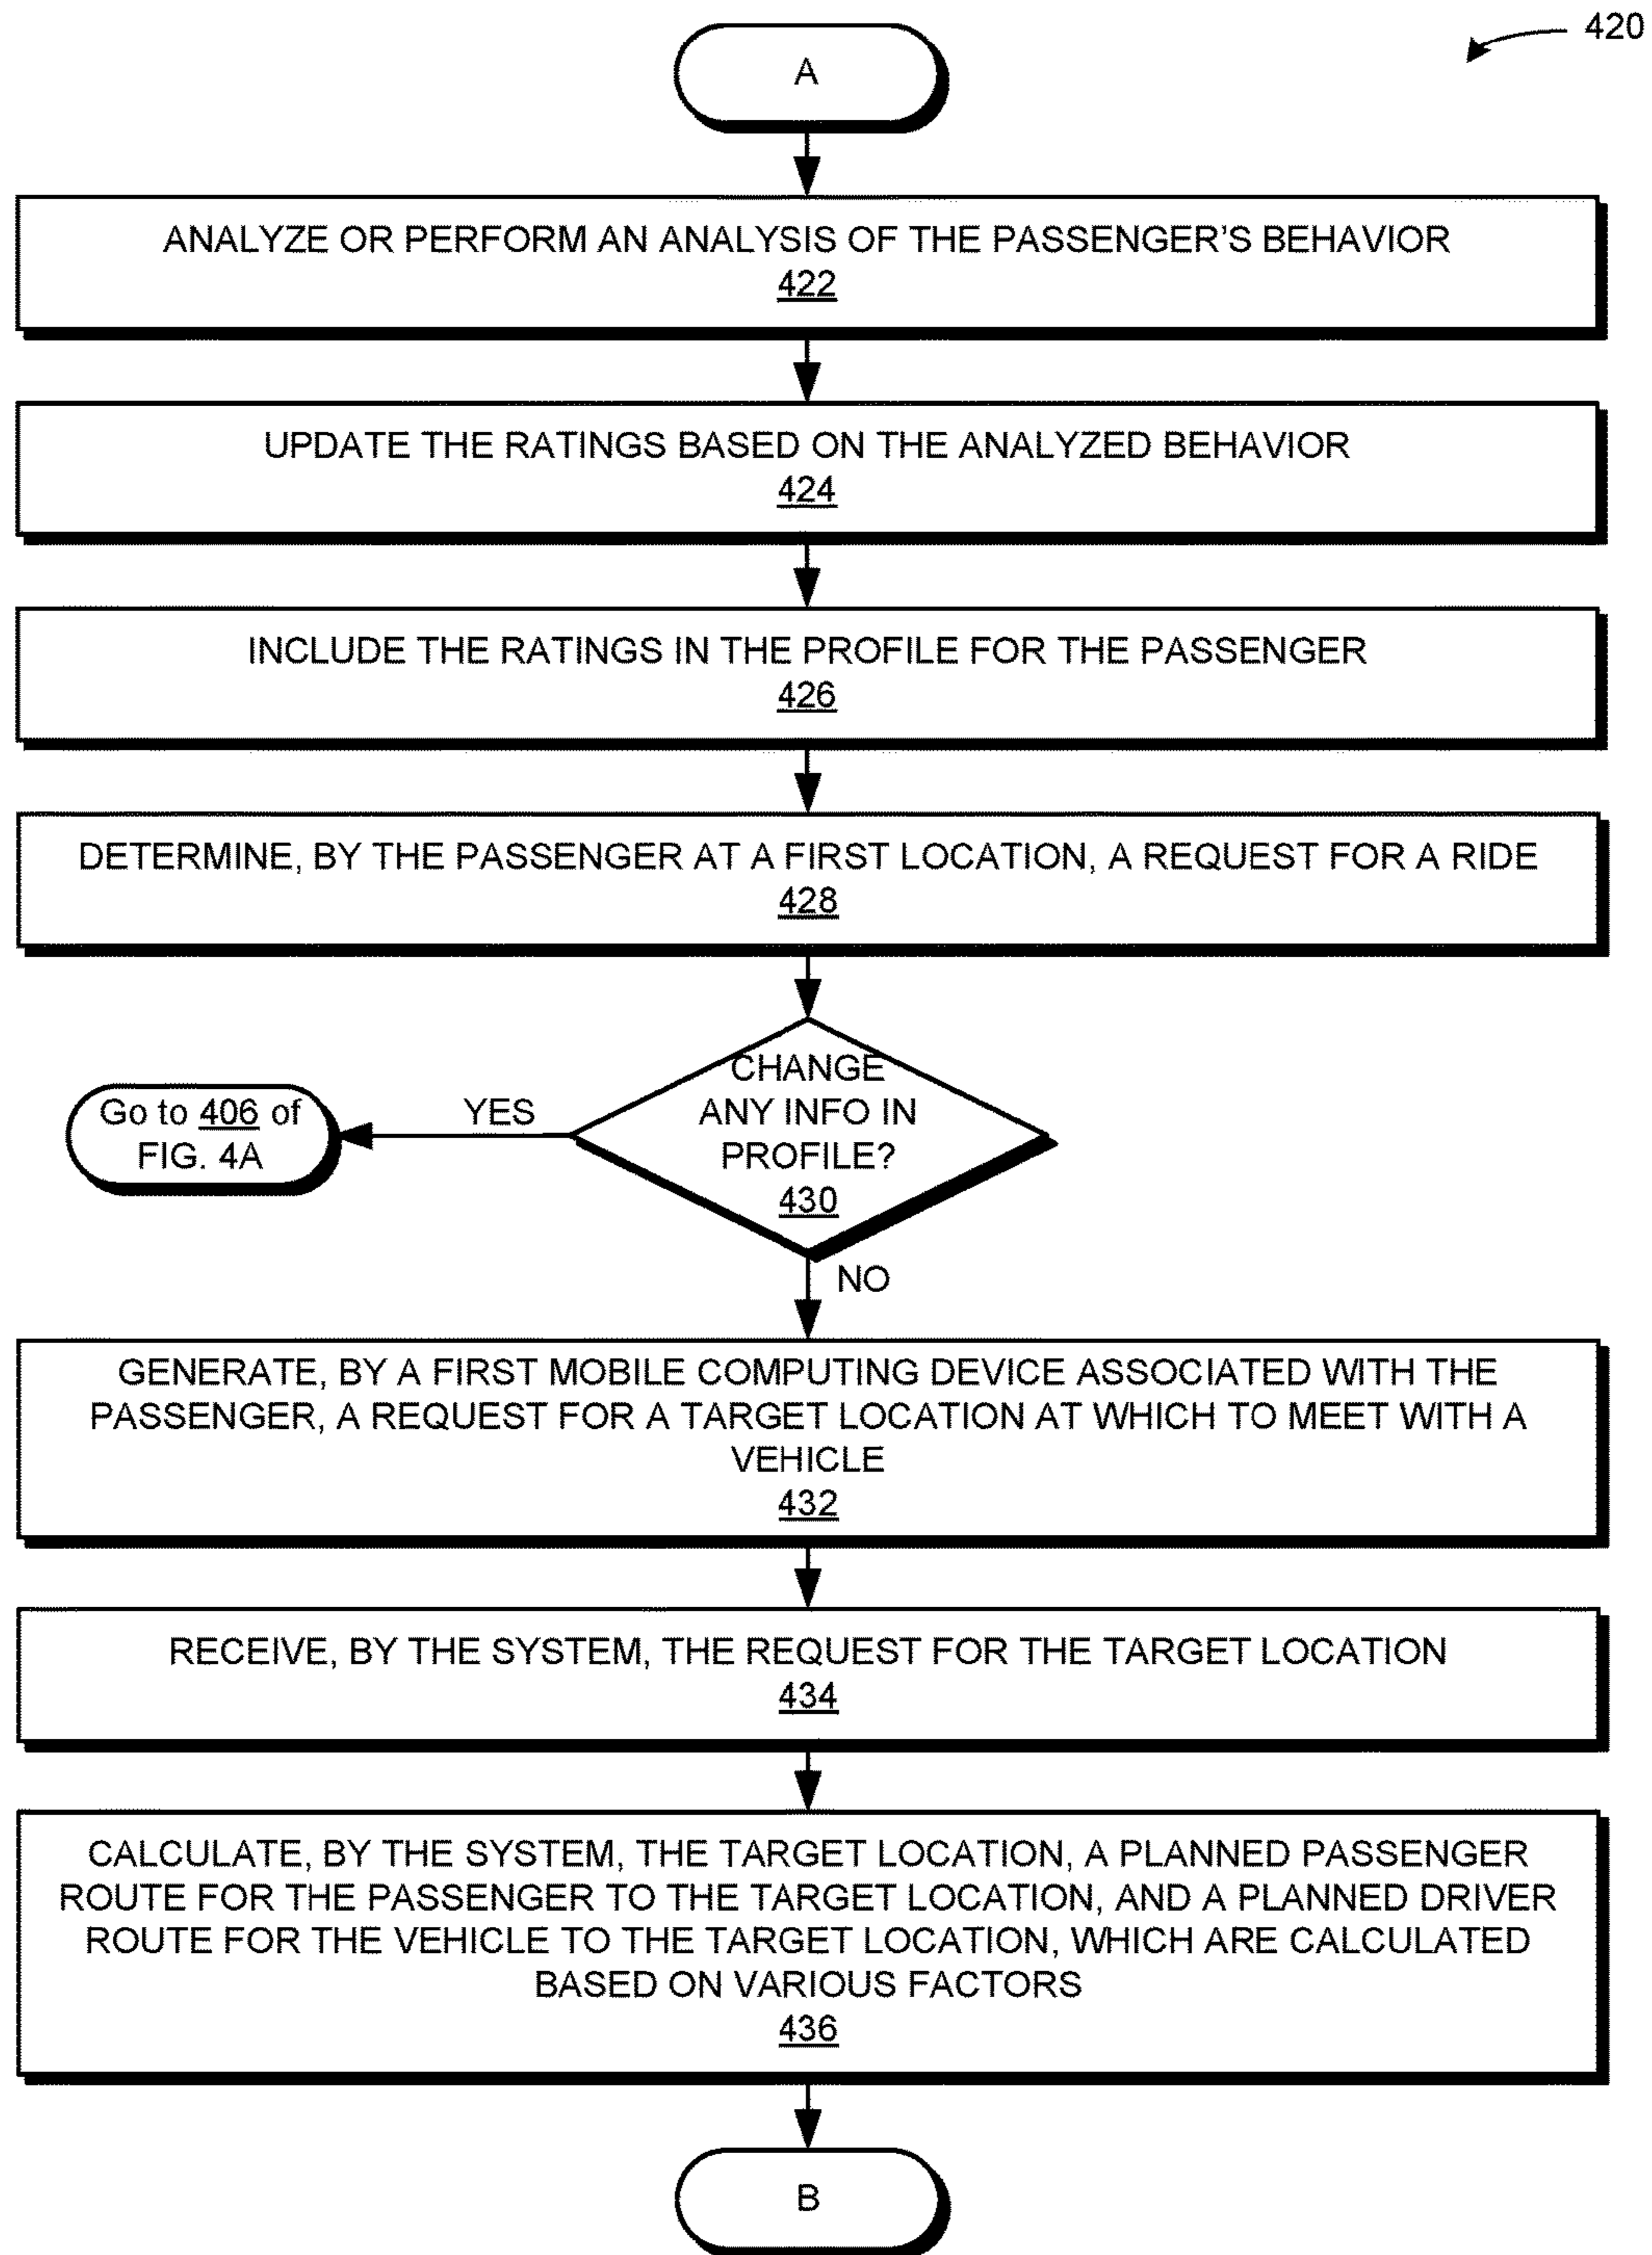 420
A
ANALYZE OR PERFORM AN ANALYSIS OF THE PASSENGER'S BEHAVIOR
422
UPDATE THE RATINGS BASED ON THE ANALYZED BEHAVIOR
424
INCLUDE THE RATINGS IN THE PROFILE FOR THE PASSENGER
426
DETERMINE, BY THE PASSENGER AT A FIRST LOCATION, A REQUEST FOR A RIDE
428
CHANGE
ANY INFO IN
PROFILE?
430
YES
Go to 406 of
FIG. 4A
NO
GENERATE, BY A FIRST MOBILE COMPUTING DEVICE ASSOCIATED WITH THE
PASSENGER, A REQUEST FOR A TARGET LOCATION AT WHICH TO MEET WITH A
VEHICLE
432
RECEIVE, BY THE SYSTEM, THE REQUEST FOR THE TARGET LOCATION
434
CALCULATE, BY THE SYSTEM, THE TARGET LOCATION, A PLANNED PASSENGER
ROUTE FOR THE PASSENGER TO THE TARGET LOCATION, AND A PLANNED DRIVER
ROUTE FOR THE VEHICLE TO THE TARGET LOCATION, WHICH ARE CALCULATED
BASED ON VARIOUS FACTORS
436
B